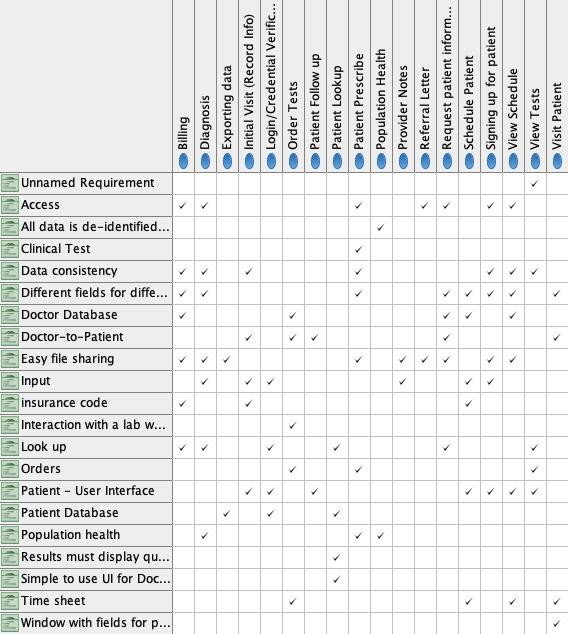 Billing
Diagnosis
Exporting data
Initial Visit (Record Info)
Login/Credential Verific...
Order Tests
Patient Follow up
Patient Lookup
Patient Prescribe
Population Health
Provider Notes
Referral Letter
Request patient inform...
Schedule Patient
Signing up for patient
View Schedule
View Tests
Visit Patient
Unnamed Requirement ✓
Access ✓ ✓ ✓ ✓ ✓ ✓ ✓
All data is de-identified... ✓
Clinical Test ✓
Data consistency ✓ ✓ ✓ ✓ ✓ ✓ ✓
Different fields for diffe... ✓ ✓ ✓ ✓ ✓ ✓ ✓ ✓
Doctor Database ✓ ✓ ✓ ✓ ✓
Doctor-to-Patient ✓ ✓ ✓ ✓ ✓
Easy file sharing ✓ ✓ ✓ ✓ ✓ ✓ ✓ ✓ ✓
Input ✓ ✓ ✓ ✓ ✓ ✓
insurance code ✓ ✓ ✓
Interaction with a lab w... ✓
Look up ✓ ✓ ✓ ✓ ✓ ✓
Orders ✓ ✓ ✓
Patient - User Interface ✓ ✓ ✓ ✓ ✓ ✓ ✓
Patient Database ✓ ✓ ✓
Population health ✓ ✓ ✓
Results must display qu... ✓
Simple to use UI for Doc... ✓
Time sheet ✓ ✓ ✓ ✓
Window with fields for p... ✓